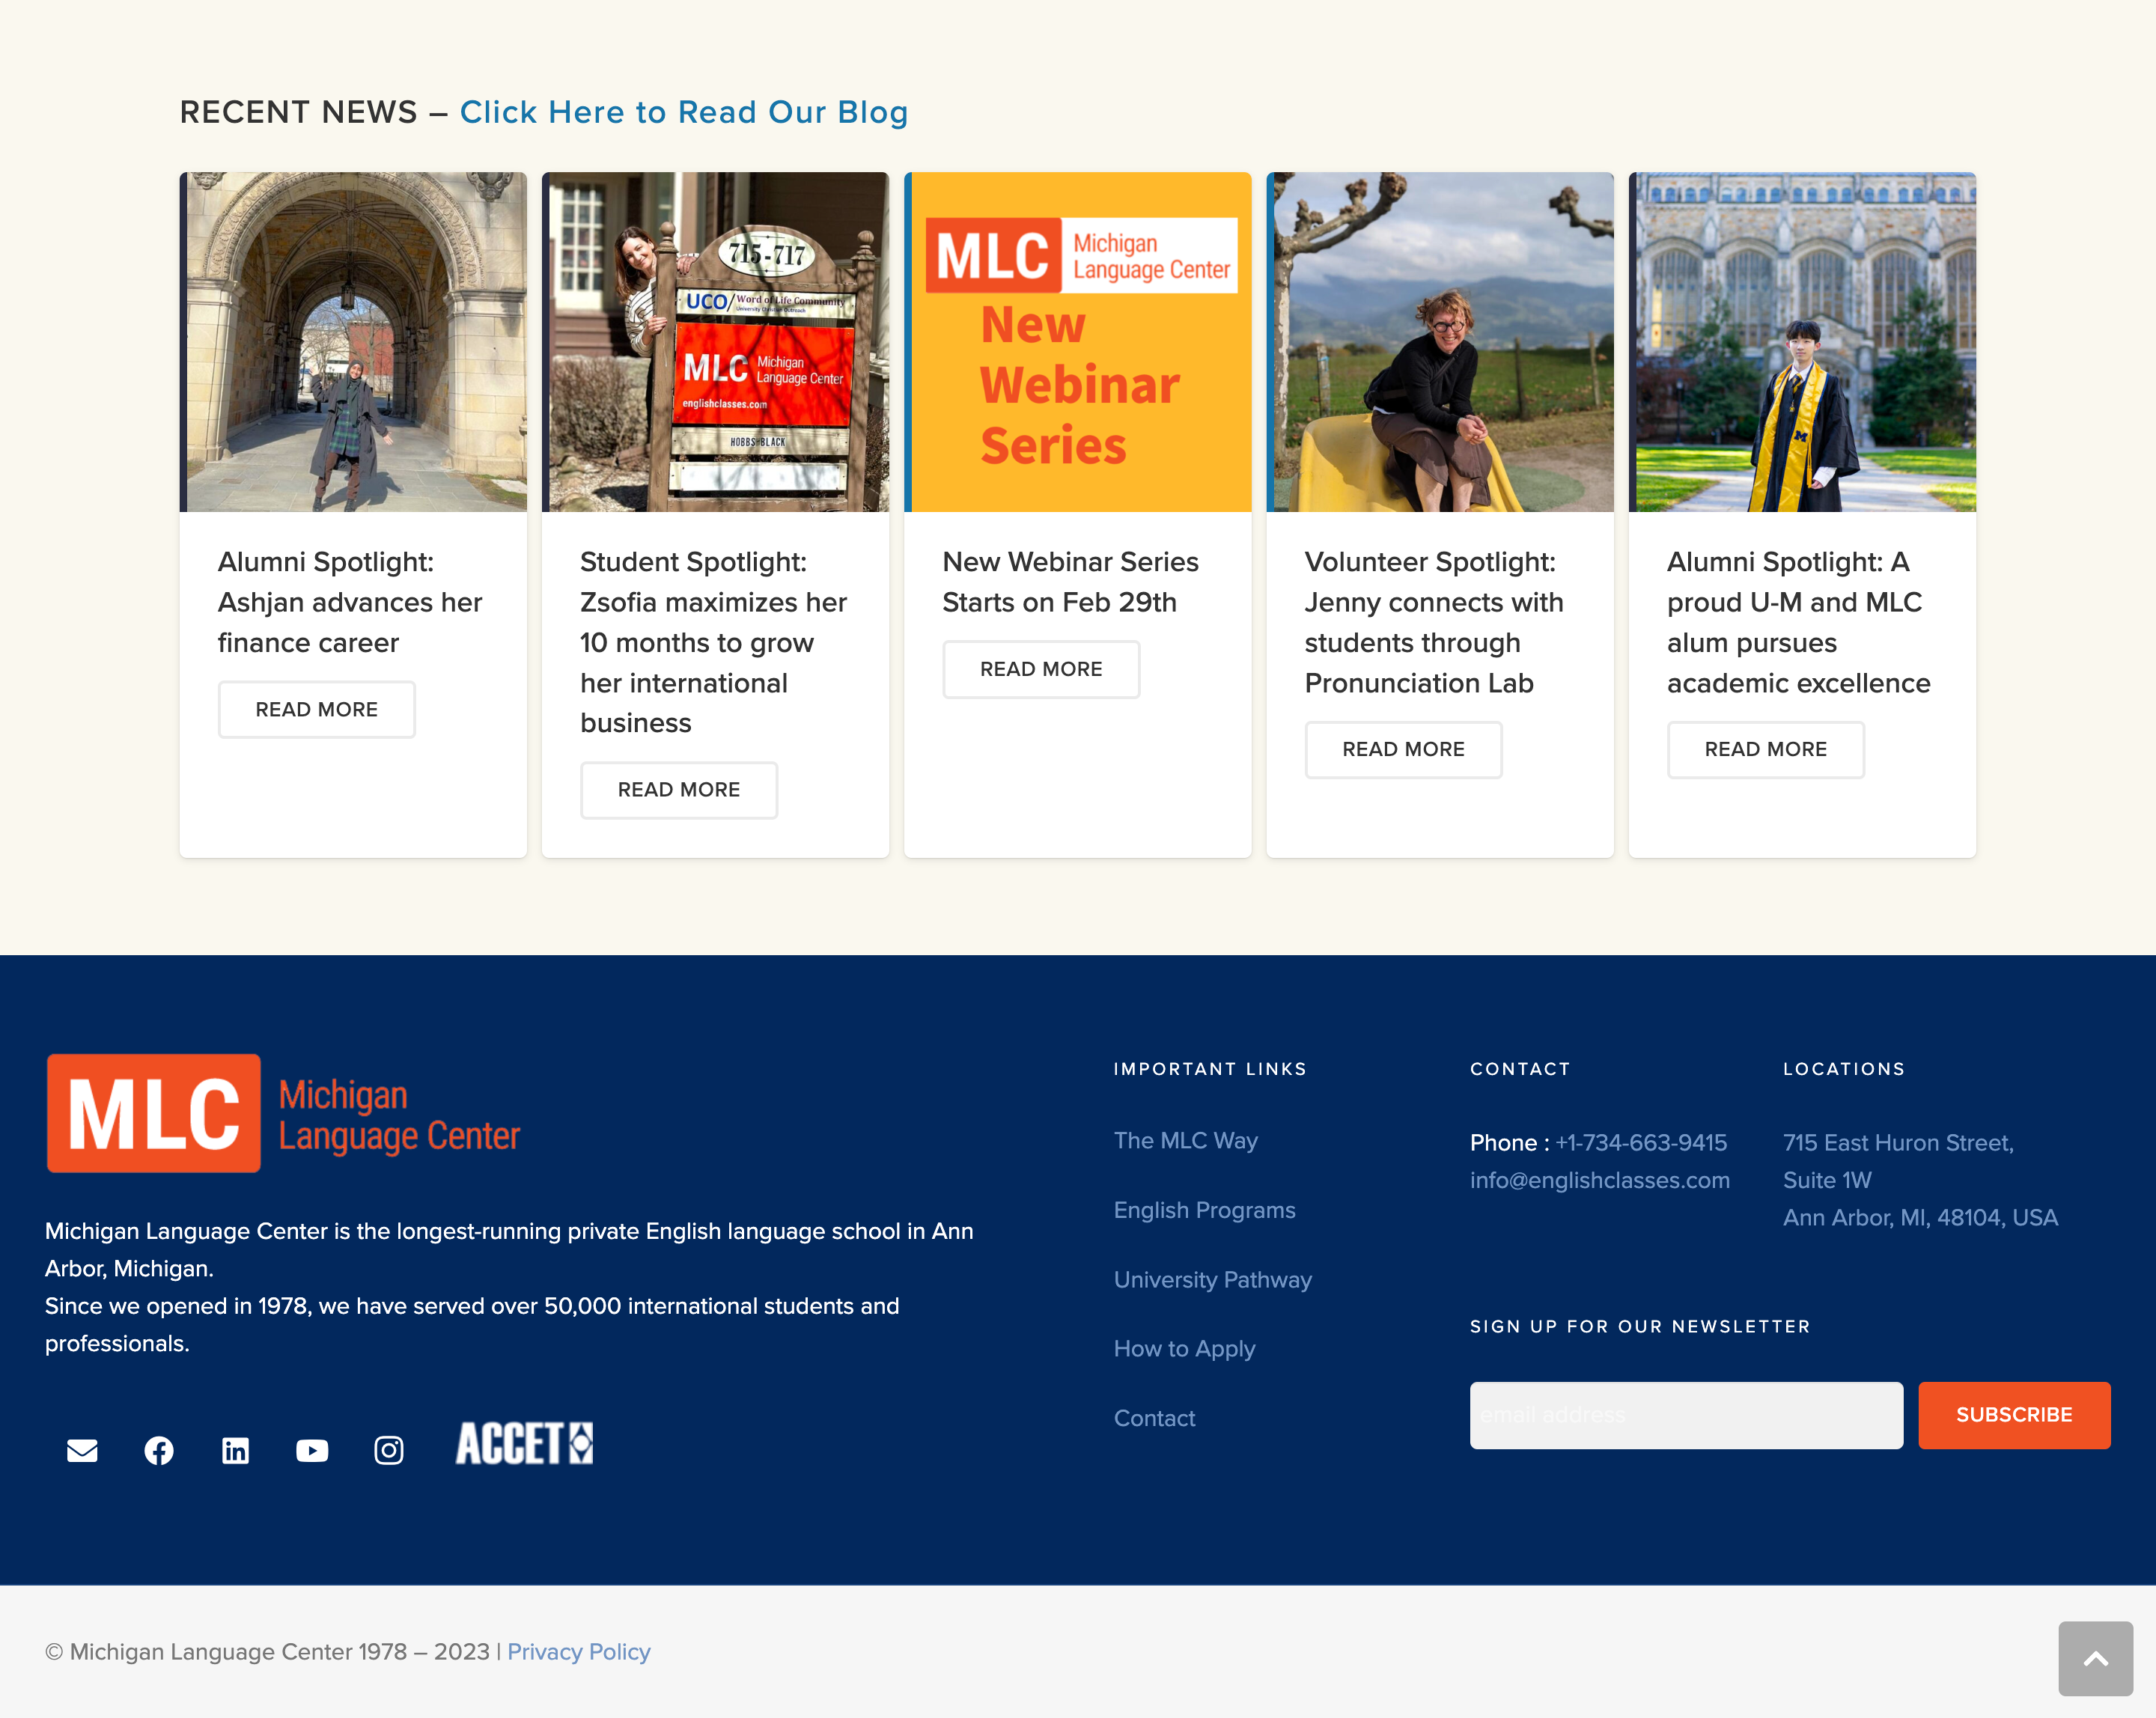 RECENT NEWS – Click Here to Read Our Blog
715-717
UCO/ Word of Life Community
University Christian Outreach
MLC Michigan
Language Center
englishclasses.com
HOBBS+BLACK
MLC Michigan
Language Center
New
Webinar
Series
M
Alumni Spotlight:
Ashjan advances her
finance career
READ MORE
Student Spotlight:
Zsofia maximizes her
10 months to grow
her international
business
READ MORE
New Webinar Series
Starts on Feb 29th
READ MORE
Volunteer Spotlight:
Jenny connects with
students through
Pronunciation Lab
READ MORE
Alumni Spotlight: A
proud U-M and MLC
alum pursues
academic excellence
READ MORE
MLC Michigan
Language Center
Michigan Language Center is the longest-running private English language school in Ann
Arbor, Michigan.
Since we opened in 1978, we have served over 50,000 international students and
professionals.
ACCET
IMPORTANT LINKS
The MLC Way
English Programs
University Pathway
How to Apply
Contact
CONTACT
Phone : +1-734-663-9415
info@englishclasses.com
LOCATIONS
715 East Huron Street,
Suite 1W
Ann Arbor, MI, 48104, USA
SIGN UP FOR OUR NEWSLETTER
email address
SUBSCRIBE
© Michigan Language Center 1978 – 2023 | Privacy Policy